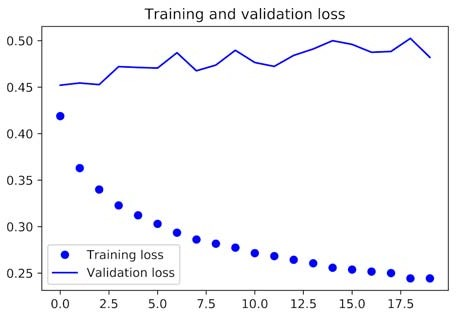 Training and validation loss
0.50
0.45
0.40
0.35
0.30
0.25
Training loss
Validation loss
0.0 2.5 5.0 7.5 10.0 12.5 15.0 17.5